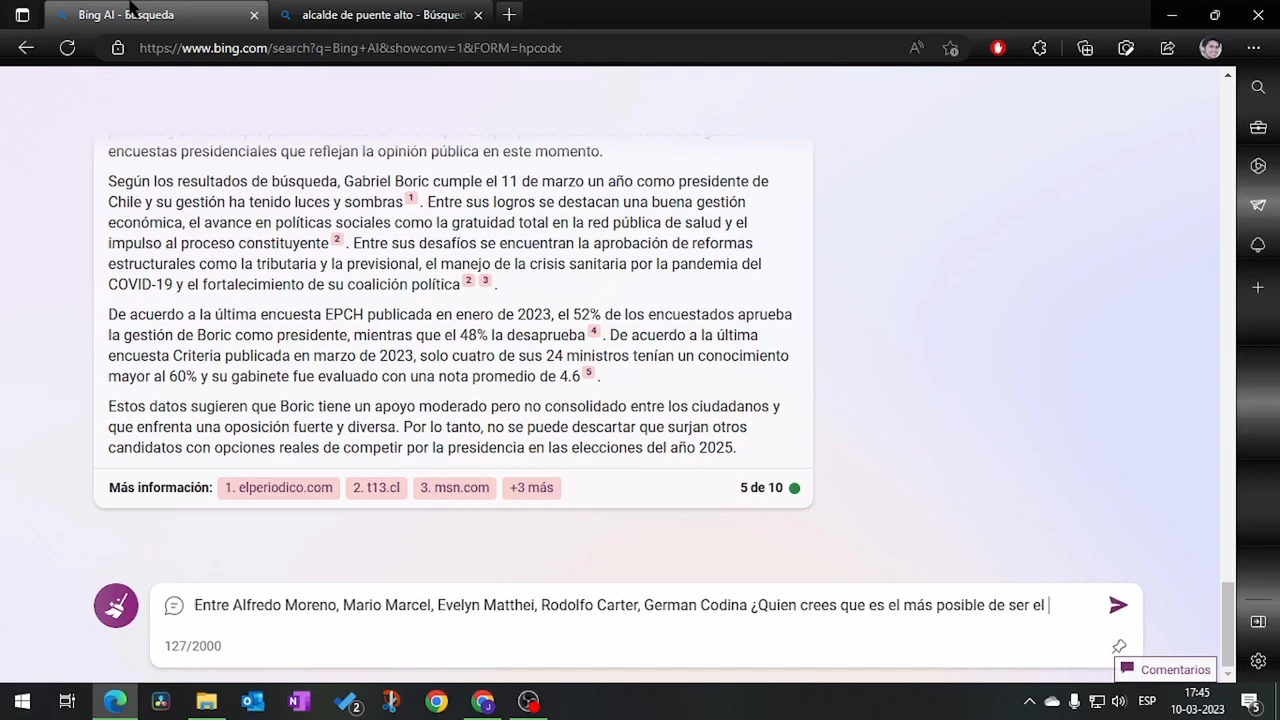 Bing AI - Búsqueda
alcalde de puente alto - Búsqued
https://www.bing.com/search?q=Bing+AI&showconv=1&FORM=hpcodx
encuestas presidenciales que reflejan la opinión pública en este momento.
Según los resultados de búsqueda, Gabriel Boric cumple el 11 de marzo un año como presidente de
Chile y su gestión ha tenido luces y sombras 1 . Entre sus logros se destacan una buena gestión
económica, el avance en políticas sociales como la gratuidad total en la red pública de salud y el
impulso al proceso constituyente 2 . Entre sus desafíos se encuentran la aprobación de reformas
estructurales como la tributaria y la previsional, el manejo de la crisis sanitaria por la pandemia del
COVID-19 y el fortalecimiento de su coalición política 2 3 .
De acuerdo a la última encuesta EPCH publicada en enero de 2023, el 52% de los encuestados aprueba
la gestión de Boric como presidente, mientras que el 48% la desaprueba 4 . De acuerdo a la última
encuesta Criteria publicada en marzo de 2023, solo cuatro de sus 24 ministros tenían un conocimiento
mayor al 60% y su gabinete fue evaluado con una nota promedio de 4.6 5 .
Estos datos sugieren que Boric tiene un apoyo moderado pero no consolidado entre los ciudadanos y
que enfrenta una oposición fuerte y diversa. Por lo tanto, no se puede descartar que surjan otros
candidatos con opciones reales de competir por la presidencia en las elecciones del año 2025.
Más información: 1. elperiodico.com 2. t13.cl 3. msn.com +3 más 5 de 10
Entre Alfredo Moreno, Mario Marcel, Evelyn Matthei, Rodolfo Carter, German Codina ¿Quien crees que es el más posible de ser el
127/2000
Comentarios
2
ESP
17:45
10-03-2023
5